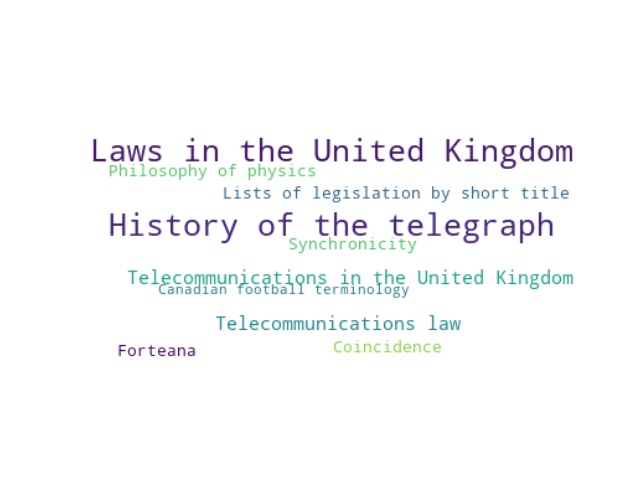 Laws in the United Kingdom
Philosophy of physics
Lists of legislation by short title
History of the telegraph
Synchronicity
Telecommunications in the United Kingdom
Canadian football terminology
Telecommunications law
Coincidence
Forteana